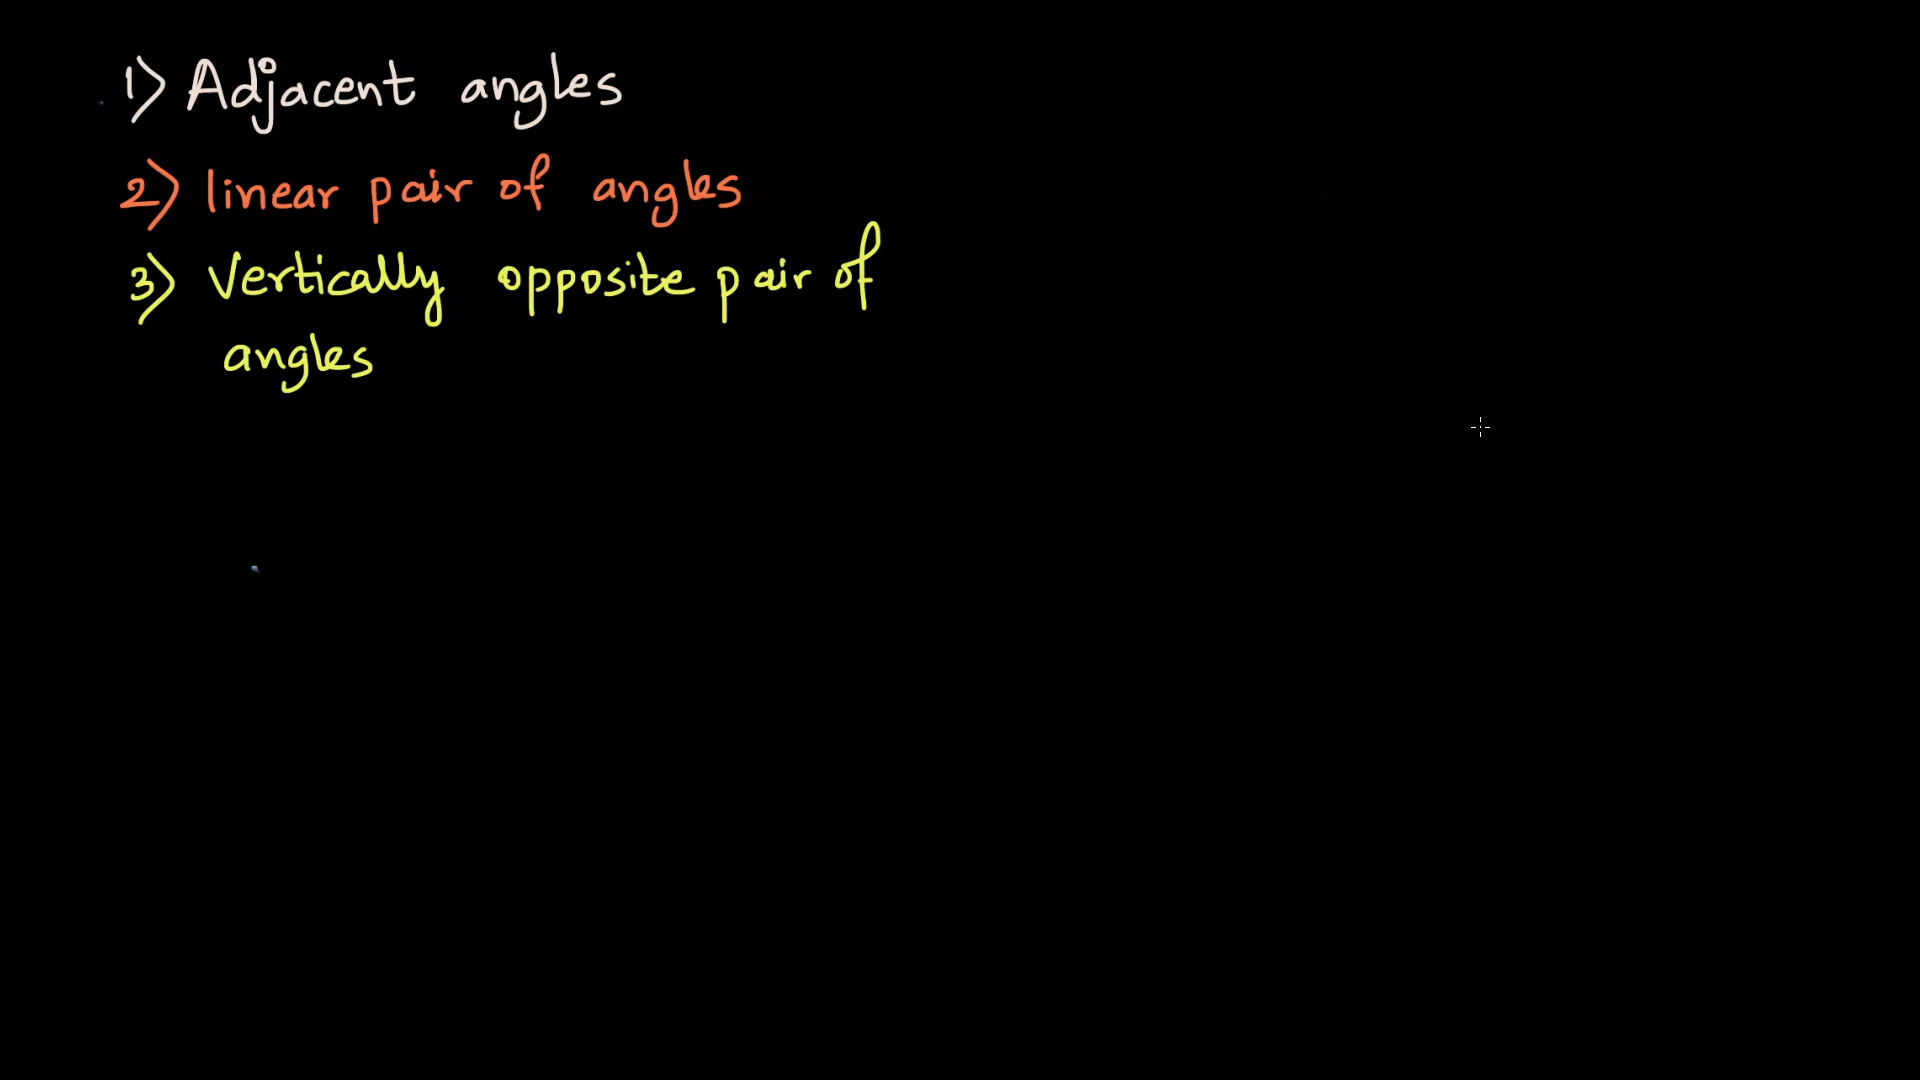 1) Adjacent angles
2) linear pair of angles
3) Vertically opposite pair of
angles